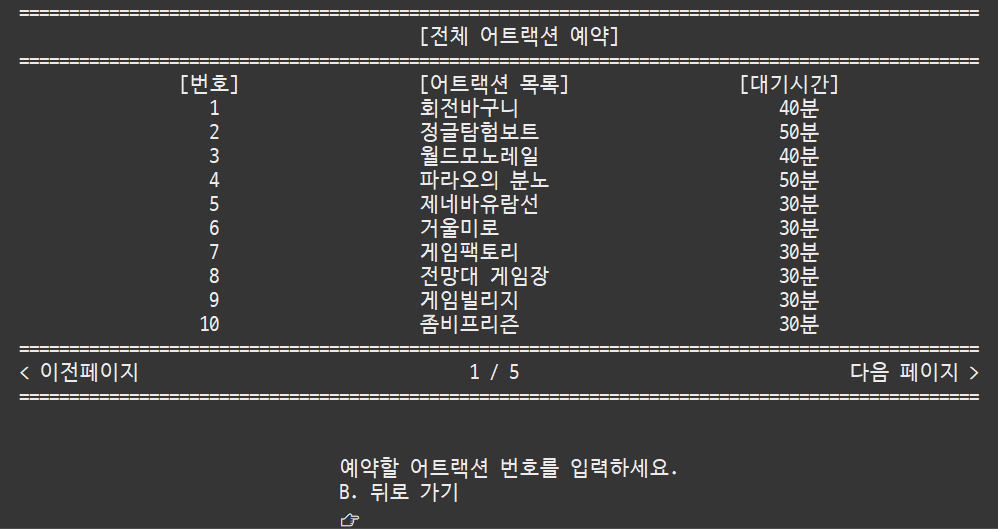 ================================================================================================
[전체 어트랙션 예약]
================================================================================================
[번호] [어트랙션 목록] [대기시간]
1 회전바구니 40분
2 정글탐험보트 50분
3 월드모노레일 40분
4 파라오의 분노 50분
5 제네바유람선 30분
6 거울미로 30분
7 게임팩토리 30분
8 전망대 게임장 30분
9 게임빌리지 30분
10 좀비프리즌 30분
================================================================================================
< 이전페이지 1 / 5 다음 페이지 >
================================================================================================
예약할 어트랙션 번호를 입력하세요.
B. 뒤로 가기
☞